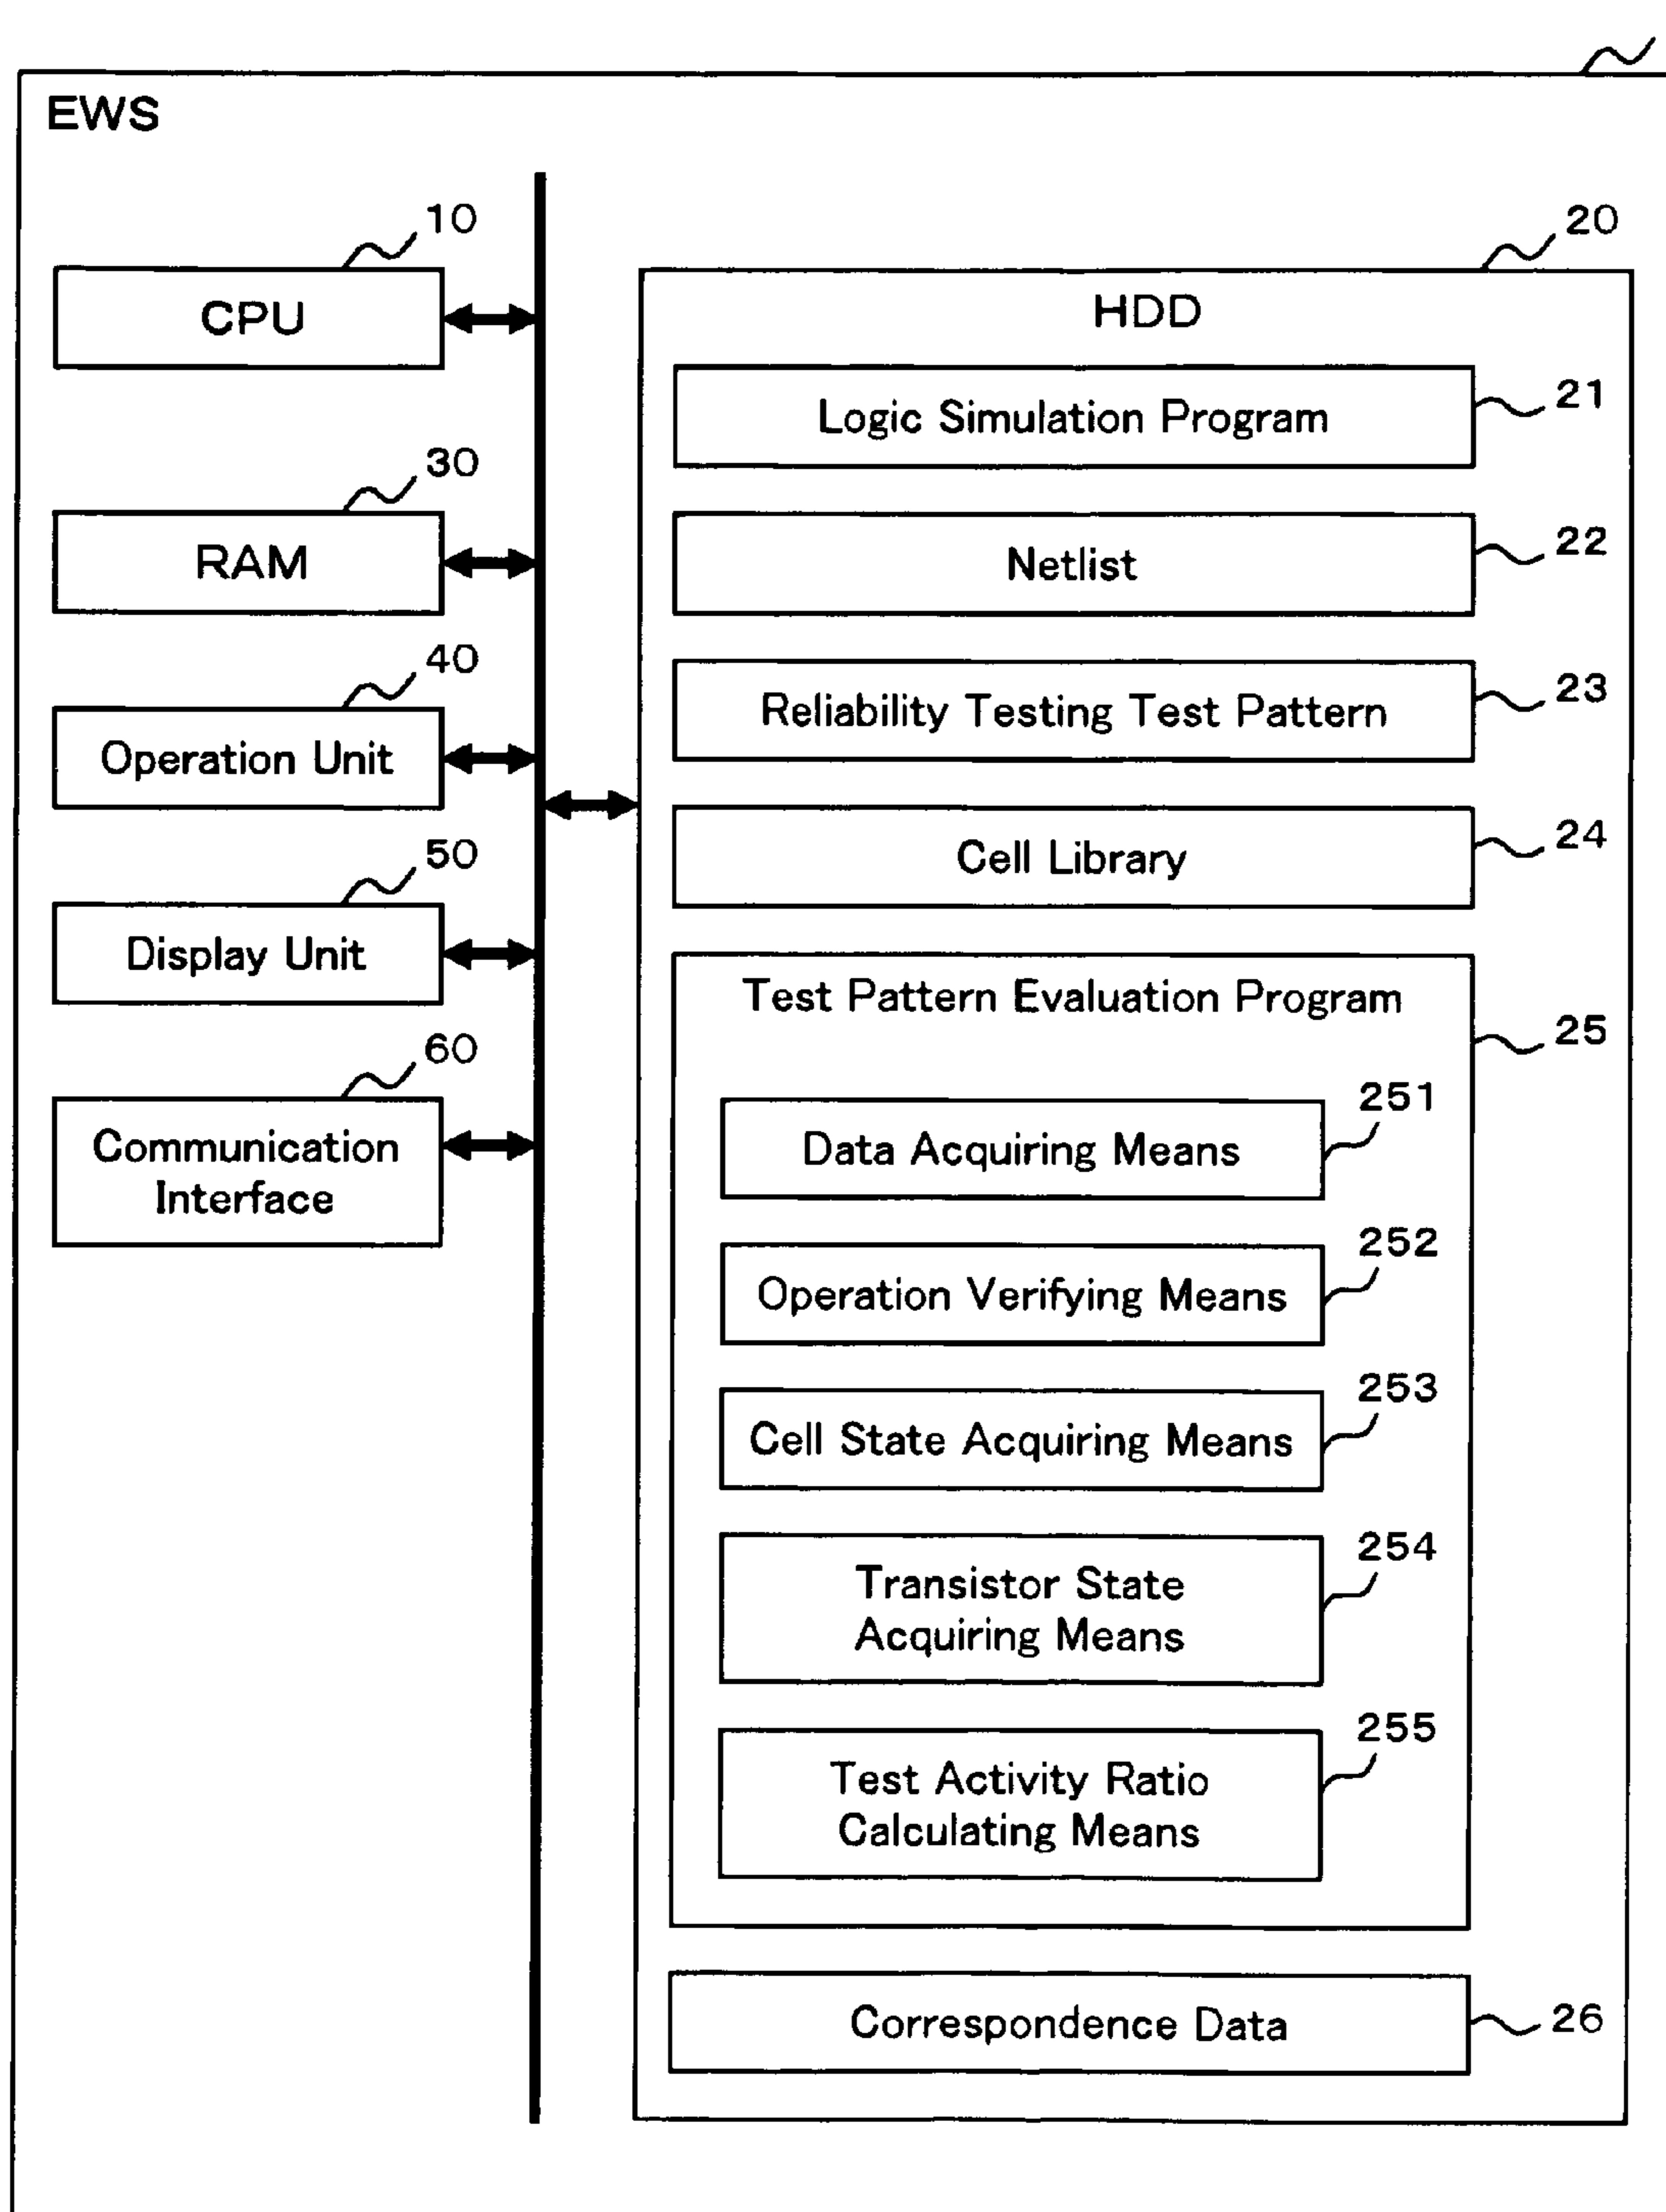 EWS
10
CPU
30
RAM
40
Operation Unit
50
Display Unit
60
Communication
Interface
20
HDD
Logic Simulation Program
21
Netlist
22
Reliability Testing Test Pattern
23
Cell Library
24
Test Pattern Evaluation Program
25
251
Data Acquiring Means
252
Operation Verifying Means
253
Cell State Acquiring Means
254
Transistor State
Acquiring Means
255
Test Activity Ratio
Calculating Means
Correspondence Data
26